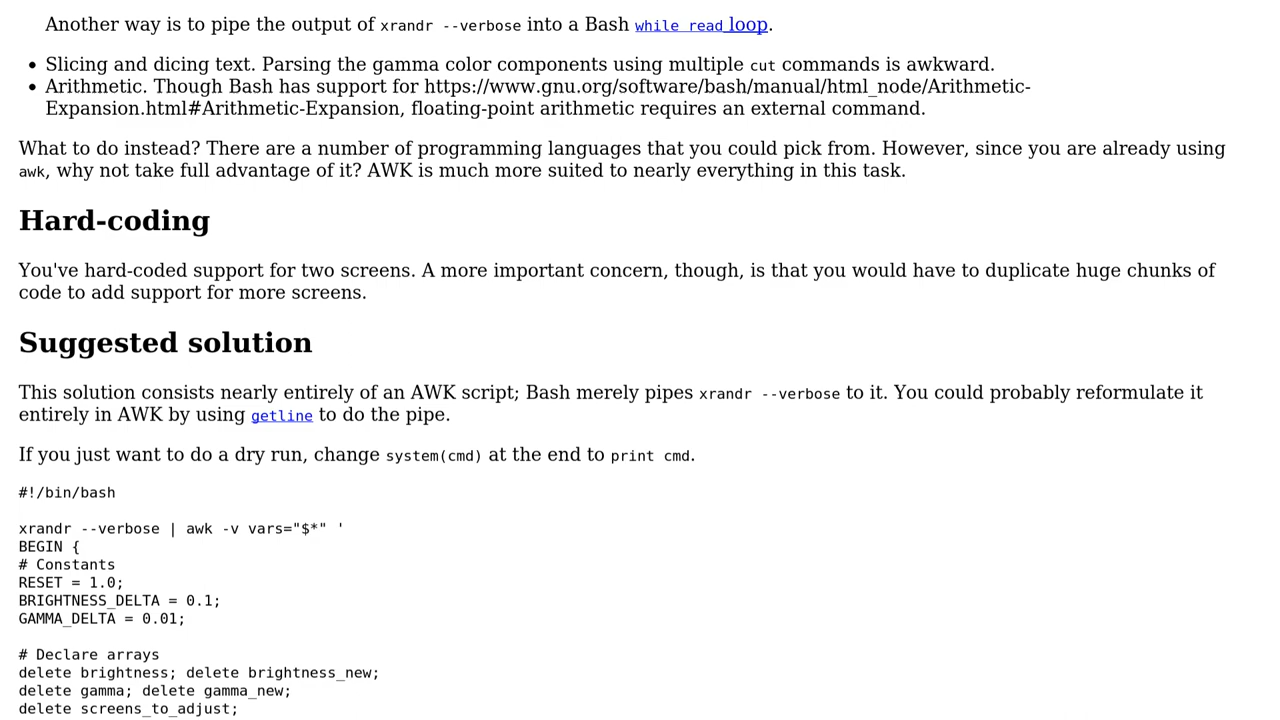 Another way is to pipe the output of xrandr --verbose into a Bash while read loop.
• Slicing and dicing text. Parsing the gamma color components using multiple cut commands is awkward.
• Arithmetic. Though Bash has support for https://www.gnu.org/software/bash/manual/html_node/Arithmetic-
Expansion.html#Arithmetic-Expansion, floating-point arithmetic requires an external command.
What to do instead? There are a number of programming languages that you could pick from. However, since you are already using
awk, why not take full advantage of it? AWK is much more suited to nearly everything in this task.
Hard-coding
You've hard-coded support for two screens. A more important concern, though, is that you would have to duplicate huge chunks of
code to add support for more screens.
Suggested solution
This solution consists nearly entirely of an AWK script; Bash merely pipes xrandr --verbose to it. You could probably reformulate it
entirely in AWK by using getline to do the pipe.
If you just want to do a dry run, change system(cmd) at the end to print cmd.
#!/bin/bash
xrandr --verbose | awk -v vars="$*" '
BEGIN {
# Constants
RESET = 1.0;
BRIGHTNESS_DELTA = 0.1;
GAMMA_DELTA = 0.01;
# Declare arrays
delete brightness; delete brightness_new;
delete gamma; delete gamma_new;
delete screens_to_adjust;